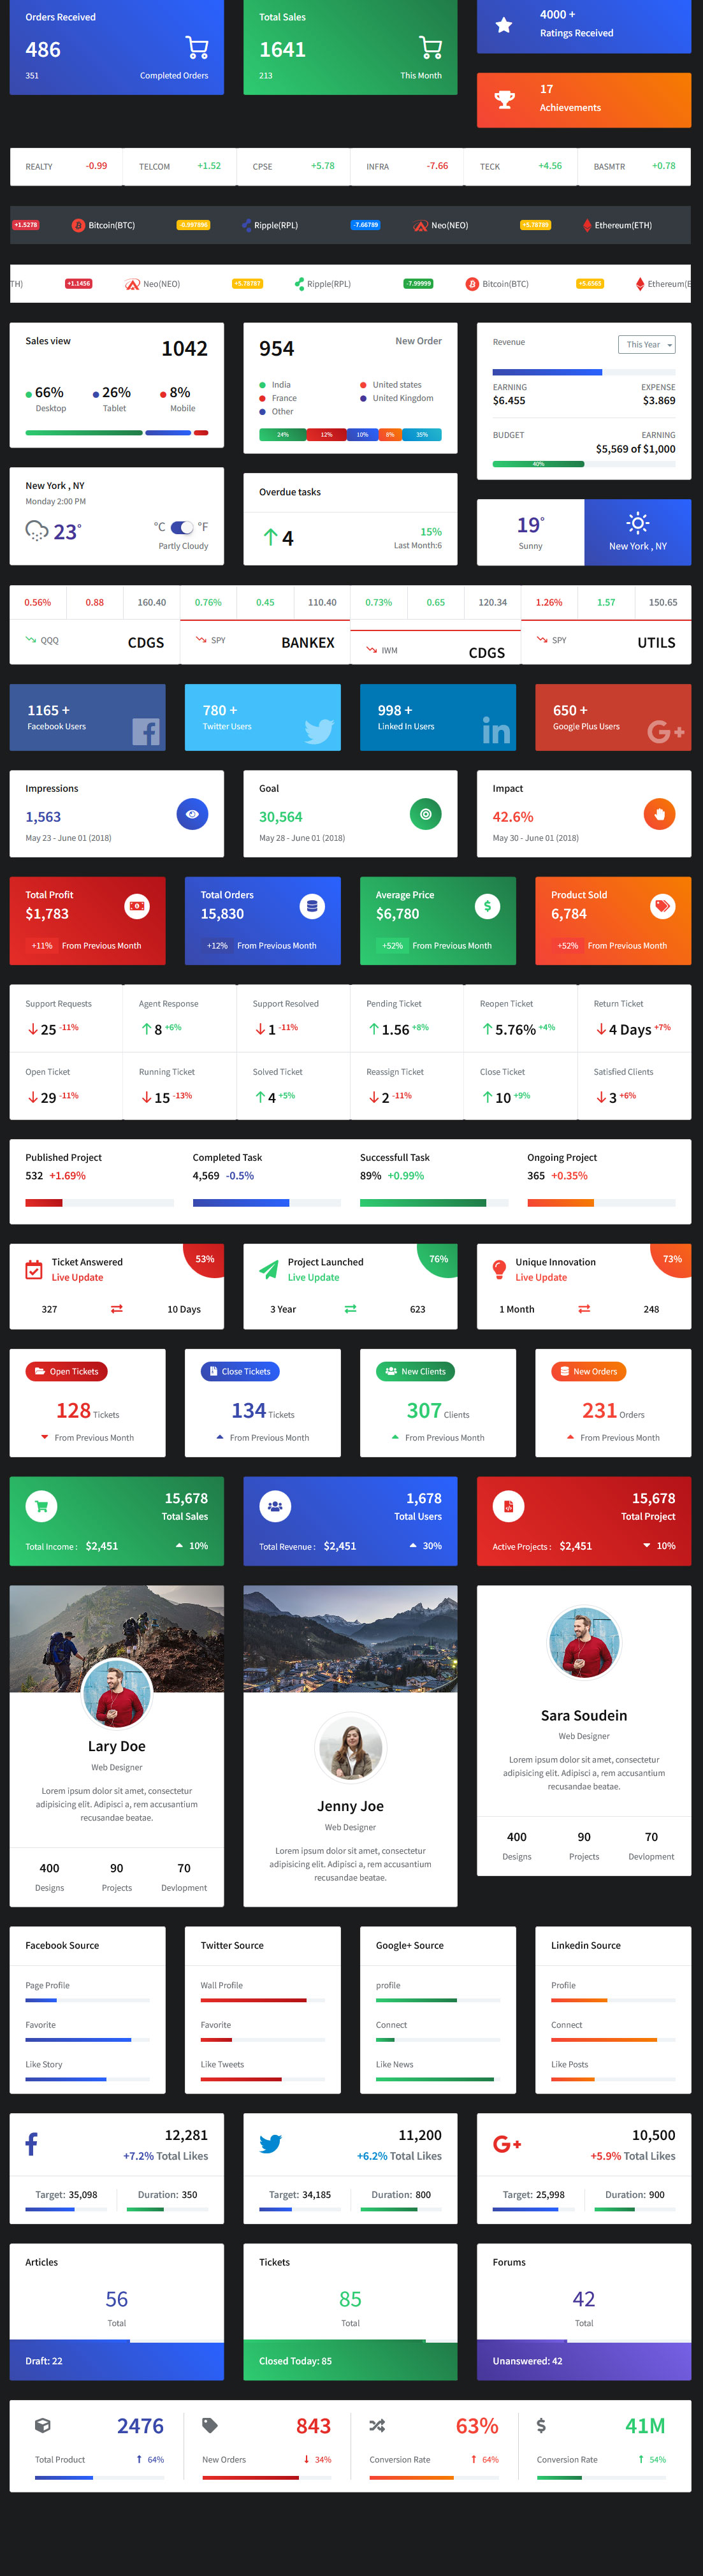 Orders Received
486
351 Completed Orders
Total Sales
1641
213 This Month
4000 +
Ratings Received
17
Achievements
REALTY -0.99 TELCOM +1.52 CPSE +5.78 INFRA -7.66 TECK +4.56 BASMTR +0.78
+1.5278 Bitcoin(BTC) Ripple(RPL) -7.66789 Neo(NEO) Ethereum(ETH)
TH) +1.1456 Neo(NEO) +5.78787 Ripple(RPL) -7.99999 Bitcoin(BTC) +5.6565 Ethereum(E
Sales view 1042
66% 26% 8%
Desktop Tablet Mobile
954 New Order
India United states
France United Kingdom
Other
24% 12% 10% 8% 35%
Revenue This Year
EARNING EXPENSE
$6.455 $3.869
BUDGET EARNING
$5,569 of $1,000
40%
New York , NY
Monday 2:00 PM
23° °C °F
Partly Cloudy
Overdue tasks
4 15%
Last Month:6
19°
Sunny
New York , NY
0.56% 0.88 160.40 0.76% 0.45 110.40 0.73% 0.65 120.34 1.26% 1.57 150.65
QQQ CDGS SPY BANKEX IWM CDGS SPY UTILS
1165 +
Facebook Users
780 +
Twitter Users
998 +
Linked In Users
650 +
Google Plus Users
Impressions
1,563
May 23 - June 01 (2018)
Goal
30,564
May 28 - June 01 (2018)
Impact
42.6%
May 30 - June 01 (2018)
Total Profit
$1,783
+11% From Previous Month
Total Orders
15,830
+12% From Previous Month
Average Price
$6,780
+52% From Previous Month
Product Sold
6,784
+52% From Previous Month
Support Requests Agent Response Support Resolved Pending Ticket Reopen Ticket Return Ticket
25 -11% 8 +6% 1 -11% 1.56 +8% 5.76% +4% 4 Days +7%
Open Ticket Running Ticket Solved Ticket Reassign Ticket Close Ticket Satisfied Clients
29 -11% 15 -13% 4 +5% 2 -11% 10 +9% 3 +6%
Published Project Completed Task Successfull Task Ongoing Project
532 +1.69% 4,569 -0.5% 89% +0.99% 365 +0.35%
Ticket Answered 53%
Live Update
327 10 Days
Project Launched 76%
Live Update
3 Year 623
Unique Innovation 73%
Live Update
1 Month 248
Open Tickets
128 Tickets
From Previous Month
Close Tickets
134 Tickets
From Previous Month
New Clients
307 Clients
From Previous Month
New Orders
231 Orders
From Previous Month
15,678
Total Sales
Total Income : $2,451 10%
1,678
Total Users
Total Revenue : $2,451 30%
15,678
Total Project
Active Projects : $2,451 10%
Lary Doe
Web Designer
Lorem ipsum dolor sit amet, consectetur
adipisicing elit. Adipisci a, rem accusantium
recusandae beatae.
400 90 70
Designs Projects Devlopment
Jenny Joe
Web Designer
Lorem ipsum dolor sit amet, consectetur
adipisicing elit. Adipisci a, rem accusantium
recusandae beatae.
Sara Soudein
Web Designer
Lorem ipsum dolor sit amet, consectetur
adipisicing elit. Adipisci a, rem accusantium
recusandae beatae.
400 90 70
Designs Projects Devlopment
Facebook Source
Page Profile
Favorite
Like Story
Twitter Source
Wall Profile
Favorite
Like Tweets
Google+ Source
profile
Connect
Like News
Linkedin Source
Profile
Connect
Like Posts
12,281
+7.2% Total Likes
Target: 35,098 Duration: 350
11,200
+6.2% Total Likes
Target: 34,185 Duration: 800
10,500
+5.9% Total Likes
Target: 25,998 Duration: 900
Articles
56
Total
Draft: 22
Tickets
85
Total
Closed Today: 85
Forums
42
Total
Unanswered: 42
2476 843 63% 41M
Total Product 64% New Orders 34% Conversion Rate 64% Conversion Rate 54%